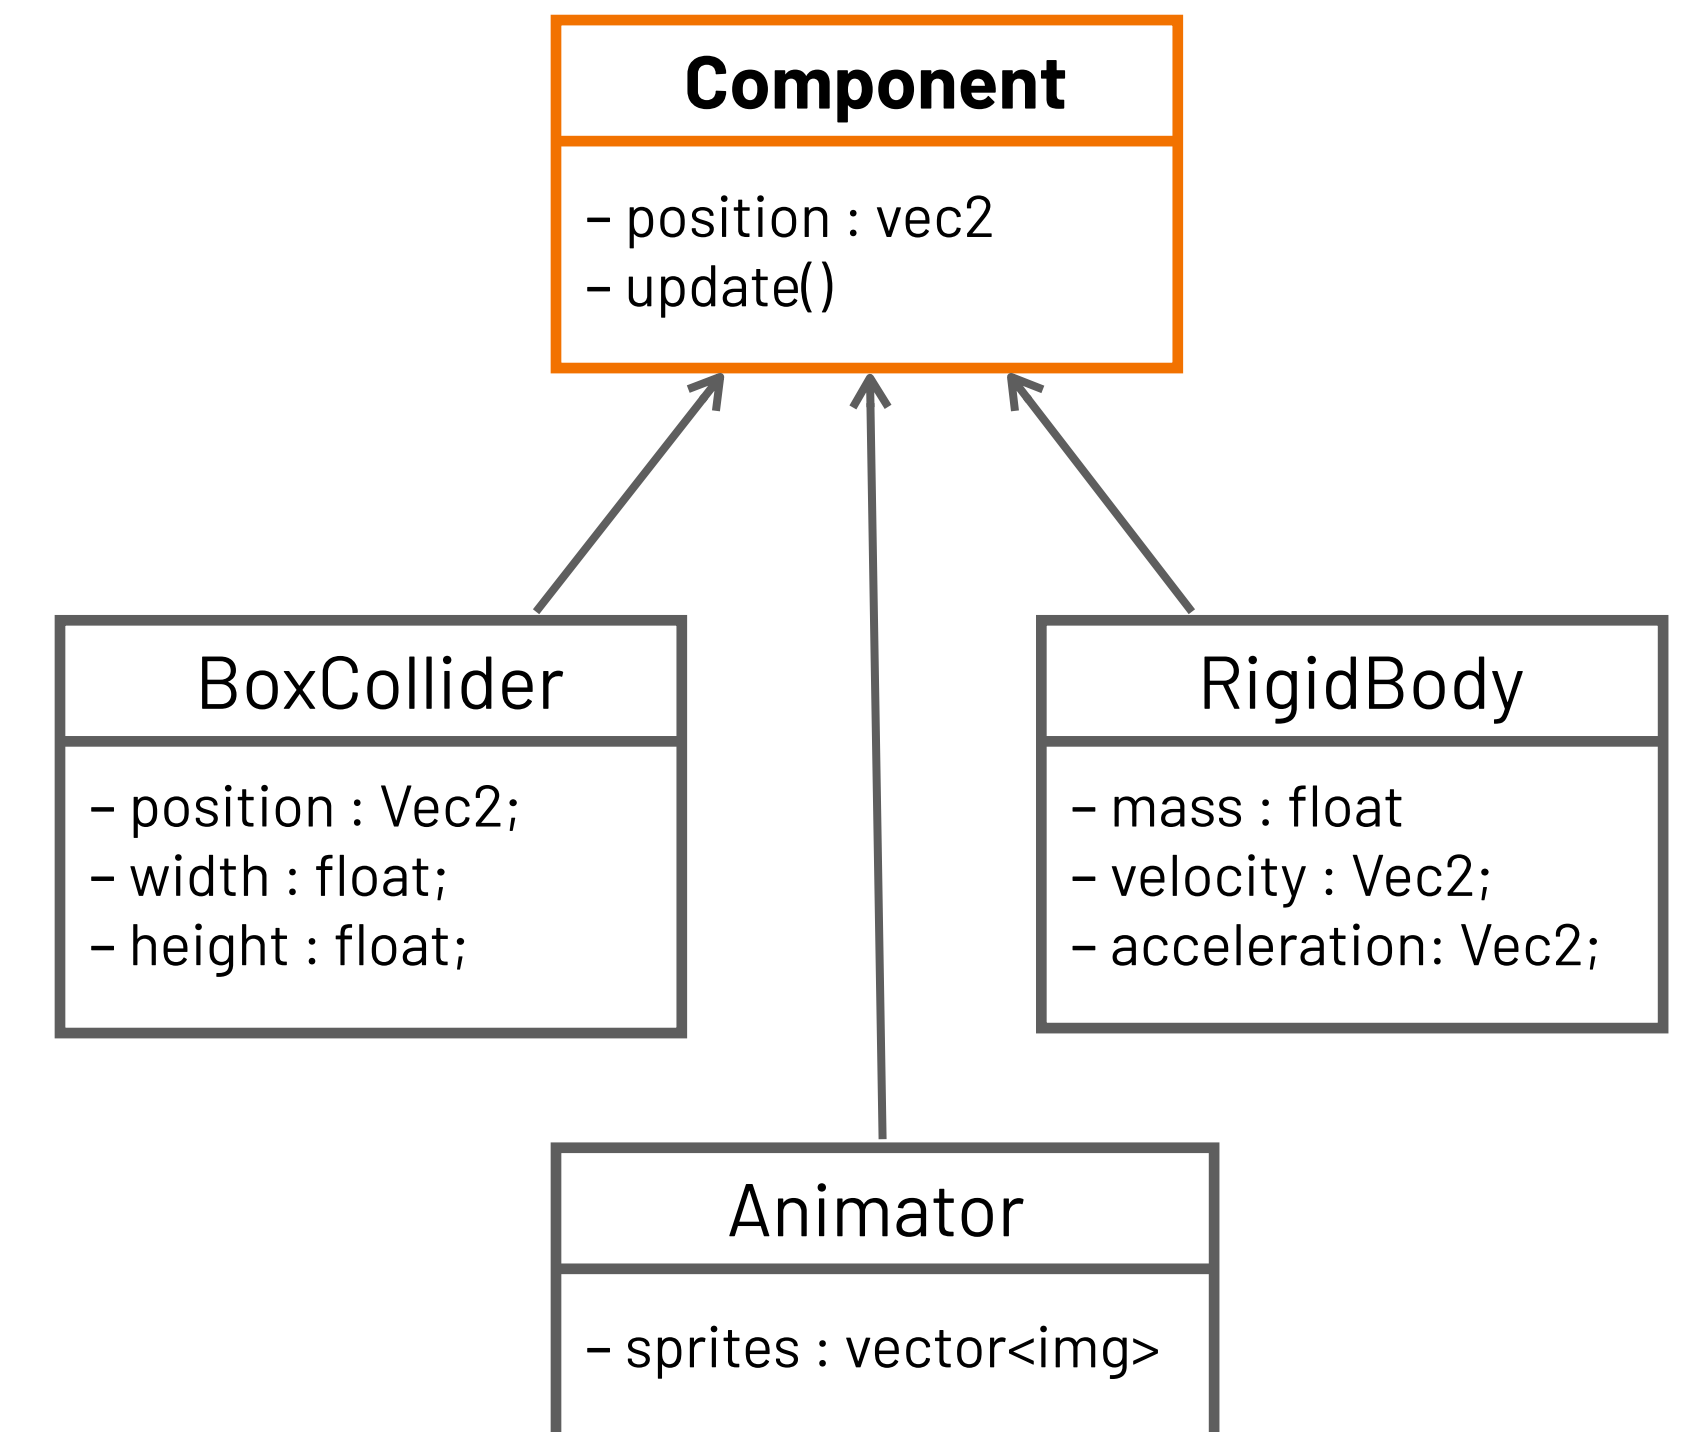 Component
– position : vec2
– update()
BoxCollider
– position : Vec2;
– width : float;
– height : float;
RigidBody
– mass : float
– velocity : Vec2;
– acceleration: Vec2;
Animator
– sprites : vector<img>